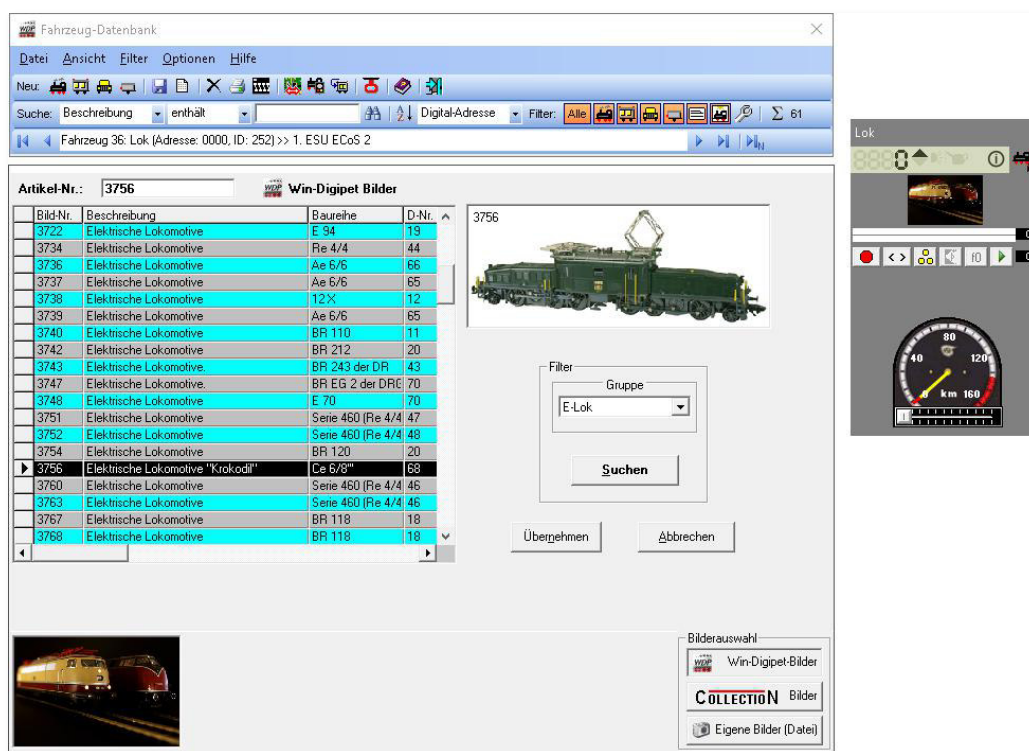 Fahrzeug-Datenbank
Datei Ansicht Filter Optionen Hilfe
Neu:
Suche: Beschreibung enthält Digital-Adresse Filter: Alle Σ 61
Fahrzeug 36: Lok (Adresse: 0000, ID: 252) >> 1. ESU ECoS 2
Artikel-Nr.: 3756 Win-Digipet Bilder
Bild-Nr. Beschreibung Baureihe D-Nr.
3722 Elektrische Lokomotive E 94 19
3734 Elektrische Lokomotive Re 4/4 44
3736 Elektrische Lokomotive Ae 6/6 66
3737 Elektrische Lokomotive Ae 6/6 65
3738 Elektrische Lokomotive 12X 12
3739 Elektrische Lokomotive Ae 6/6 65
3740 Elektrische Lokomotive BR 110 11
3742 Elektrische Lokomotive BR 212 20
3743 Elektrische Lokomotive. BR 243 der DR 43
3747 Elektrische Lokomotive. BR EG 2 der DRG 70
3748 Elektrische Lokomotive E 70 70
3751 Elektrische Lokomotive Serie 460 (Re 4/4 47
3752 Elektrische Lokomotive Serie 460 (Re 4/4 48
3754 Elektrische Lokomotive BR 120 20
3756 Elektrische Lokomotive "Krokodil" Ce 6/8''' 68
3760 Elektrische Lokomotive Serie 460 (Re 4/4 46
3763 Elektrische Lokomotive Serie 460 (Re 4/4 46
3767 Elektrische Lokomotive BR 118 18
3768 Elektrische Lokomotive BR 118 18
3756
Filter
Gruppe
E-Lok
Suchen
Übernehmen Abbrechen
Bilderauswahl
WDP Win-Digipet-Bilder
COLLECTION Bilder
Eigene Bilder (Datei)
Lok
0
f0
80
40 120
km 160